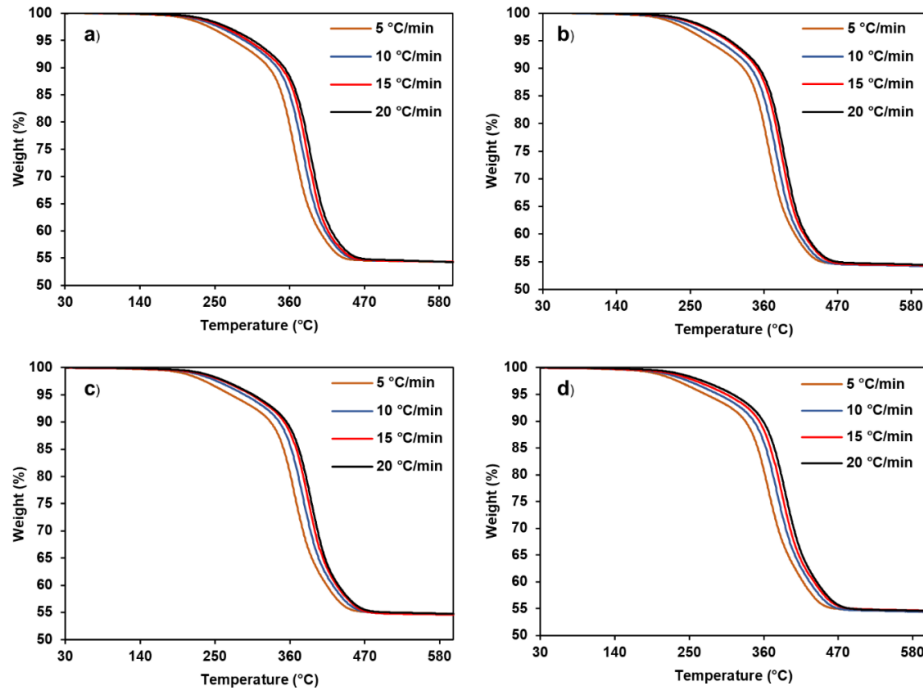 a)
5 °C/min
10 °C/min
15 °C/min
20 °C/min
Weight (%)
100
95
90
85
80
75
70
65
60
55
50
30 140 250 360 470 580
Temperature (°C)
b)
5 °C/min
10 °C/min
15 °C/min
20 °C/min
Weight (%)
100
95
90
85
80
75
70
65
60
55
50
30 140 250 360 470 580
Temperature (°C)
c)
5 °C/min
10 °C/min
15 °C/min
20 °C/min
Weight (%)
100
95
90
85
80
75
70
65
60
55
50
30 140 250 360 470 580
Temperature (°C)
d)
5 °C/min
10 °C/min
15 °C/min
20 °C/min
Weight (%)
100
95
90
85
80
75
70
65
60
55
50
30 140 250 360 470 580
Temperature (°C)